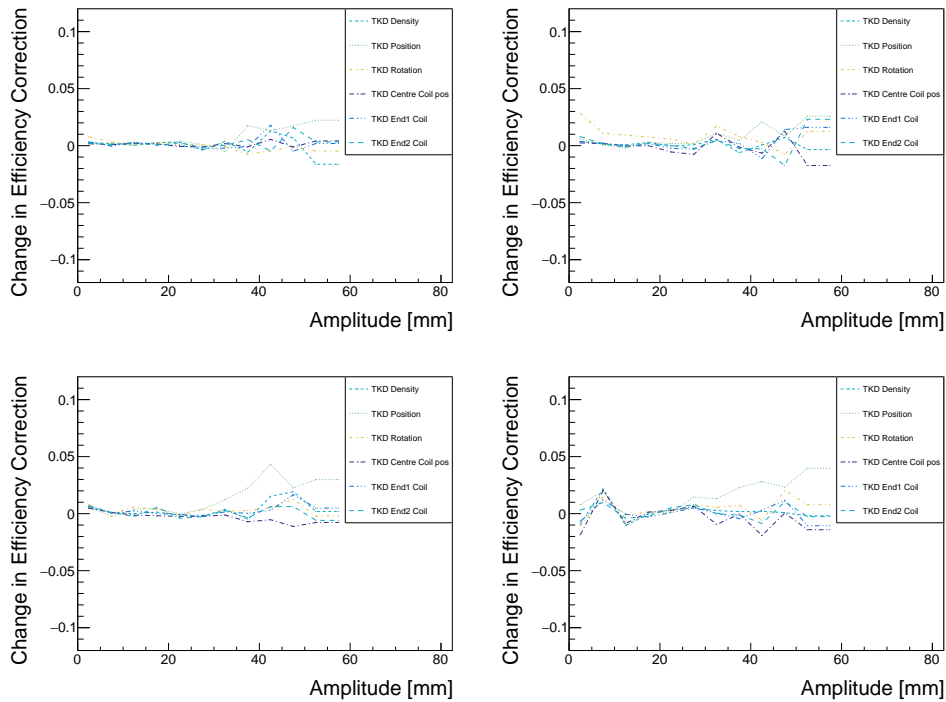 Change in Efficiency Correction
0.1
0.05
0
−0.05
−0.1
0 20 40 60 80
Amplitude [mm]
TKD Density
TKD Position
TKD Rotation
TKD Centre Coil pos
TKD End1 Coil
TKD End2 Coil
Change in Efficiency Correction
0.1
0.05
0
−0.05
−0.1
0 20 40 60 80
Amplitude [mm]
TKD Density
TKD Position
TKD Rotation
TKD Centre Coil pos
TKD End1 Coil
TKD End2 Coil
Change in Efficiency Correction
0.1
0.05
0
−0.05
−0.1
0 20 40 60 80
Amplitude [mm]
TKD Density
TKD Position
TKD Rotation
TKD Centre Coil pos
TKD End1 Coil
TKD End2 Coil
Change in Efficiency Correction
0.1
0.05
0
−0.05
−0.1
0 20 40 60 80
Amplitude [mm]
TKD Density
TKD Position
TKD Rotation
TKD Centre Coil pos
TKD End1 Coil
TKD End2 Coil